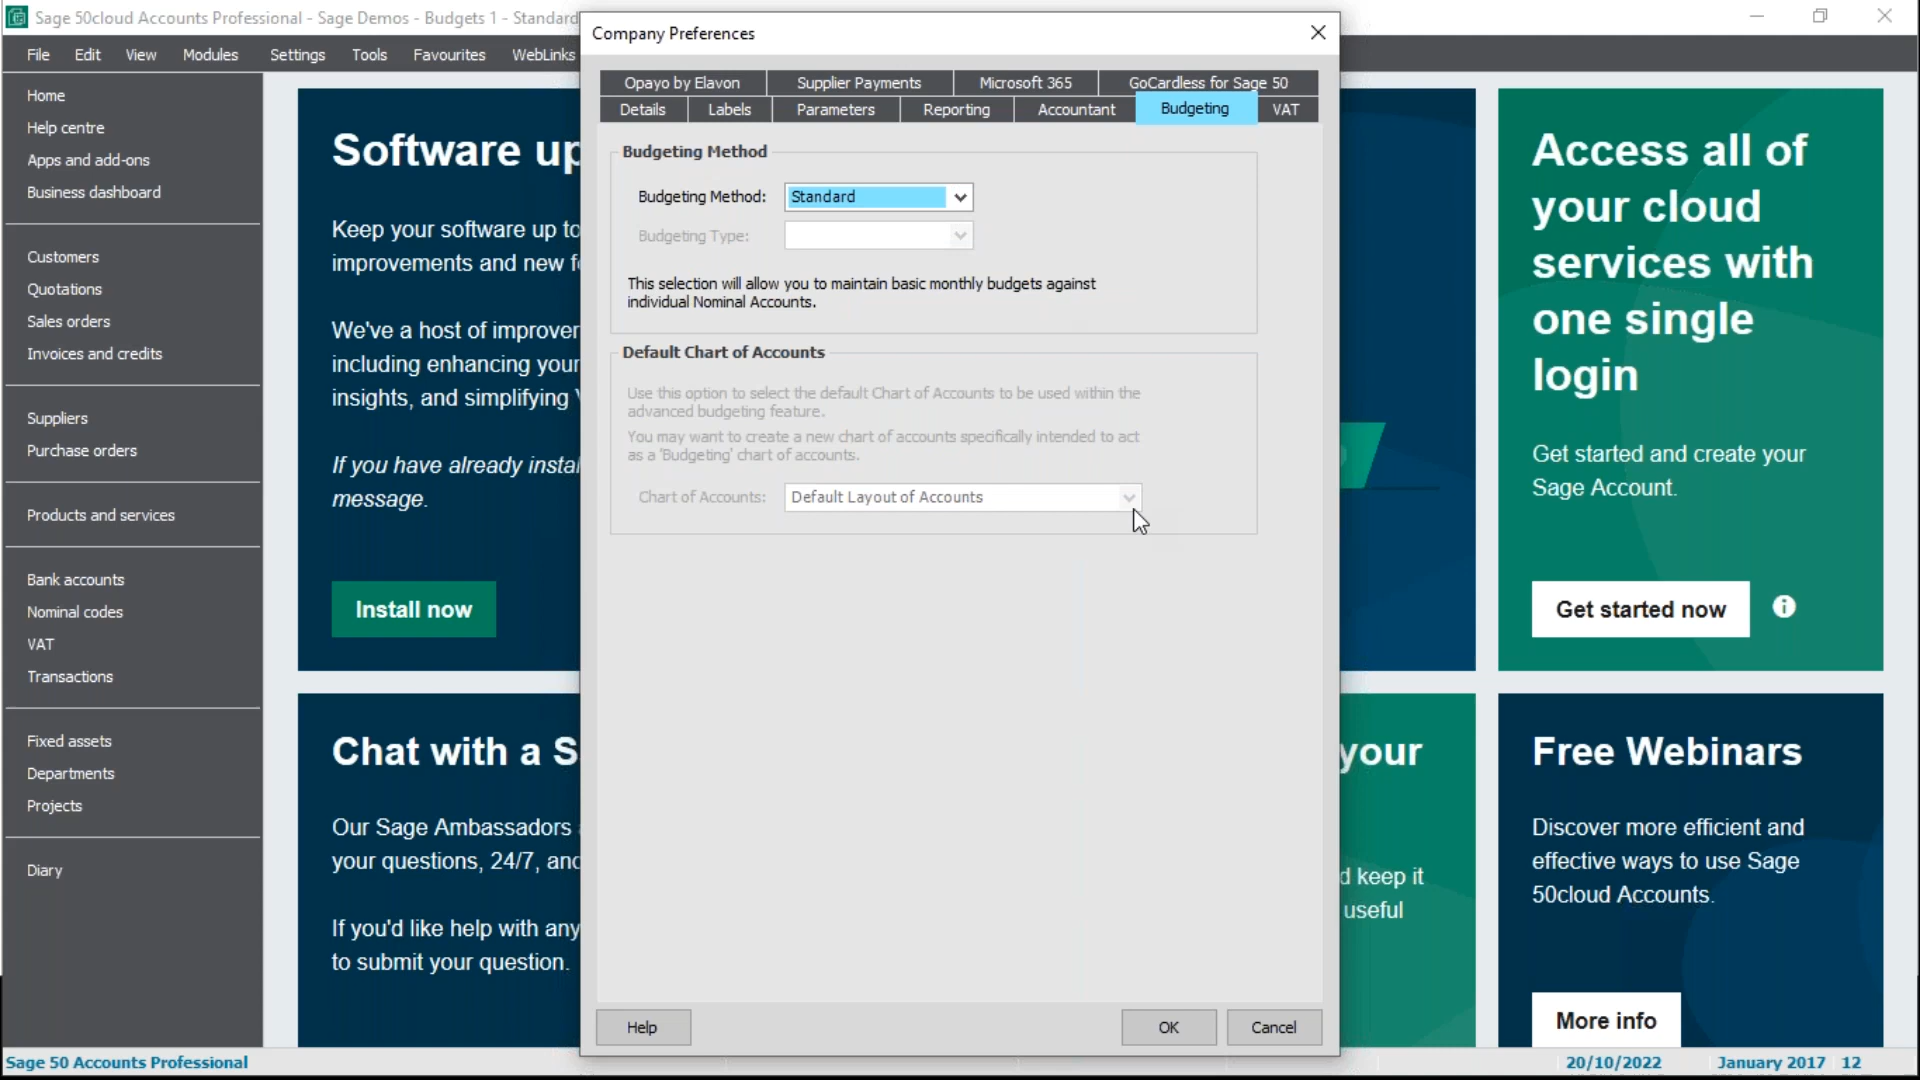 Sage 50cloud Accounts Professional - Sage Demos - Budgets 1 - Standard
File Edit View Modules Settings Tools Favourites WebLinks
Home
Help centre
Apps and add-ons
Business dashboard
Customers
Quotations
Sales orders
Invoices and credits
Suppliers
Purchase orders
Products and services
Bank accounts
Nominal codes
VAT
Transactions
Fixed assets
Departments
Projects
Diary
Software up
Keep your software up to
improvements and new f
We've a host of improver
including enhancing your
insights, and simplifying
If you have already instal
message.
Install now
Chat with a S
Our Sage Ambassadors
your questions, 24/7, and
If you'd like help with any
to submit your question.
Company Preferences
Opayo by Elavon Supplier Payments Microsoft 365 GoCardless for Sage 50
Details Labels Parameters Reporting Accountant Budgeting VAT
Budgeting Method
Budgeting Method: Standard
Budgeting Type:
This selection will allow you to maintain basic monthly budgets against
individual Nominal Accounts.
Default Chart of Accounts
Use this option to select the default Chart of Accounts to be used within the
advanced budgeting feature.
You may want to create a new chart of accounts specifically intended to act
as a 'Budgeting' chart of accounts.
Chart of Accounts: Default Layout of Accounts
Help OK Cancel
your
d keep it
useful
Access all of
your cloud
services with
one single
login
Get started and create your
Sage Account.
Get started now
Free Webinars
Discover more efficient and
effective ways to use Sage
50cloud Accounts.
More info
Sage 50 Accounts Professional 20/10/2022 January 2017 12